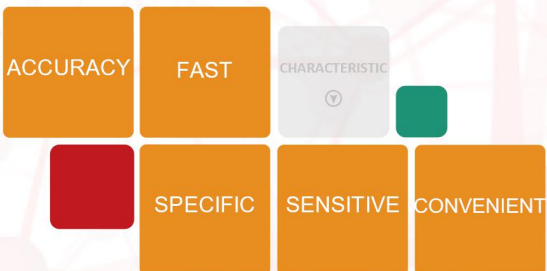 ACCURACY
FAST
CHARACTERISTIC
SPECIFIC
SENSITIVE
CONVENIENT